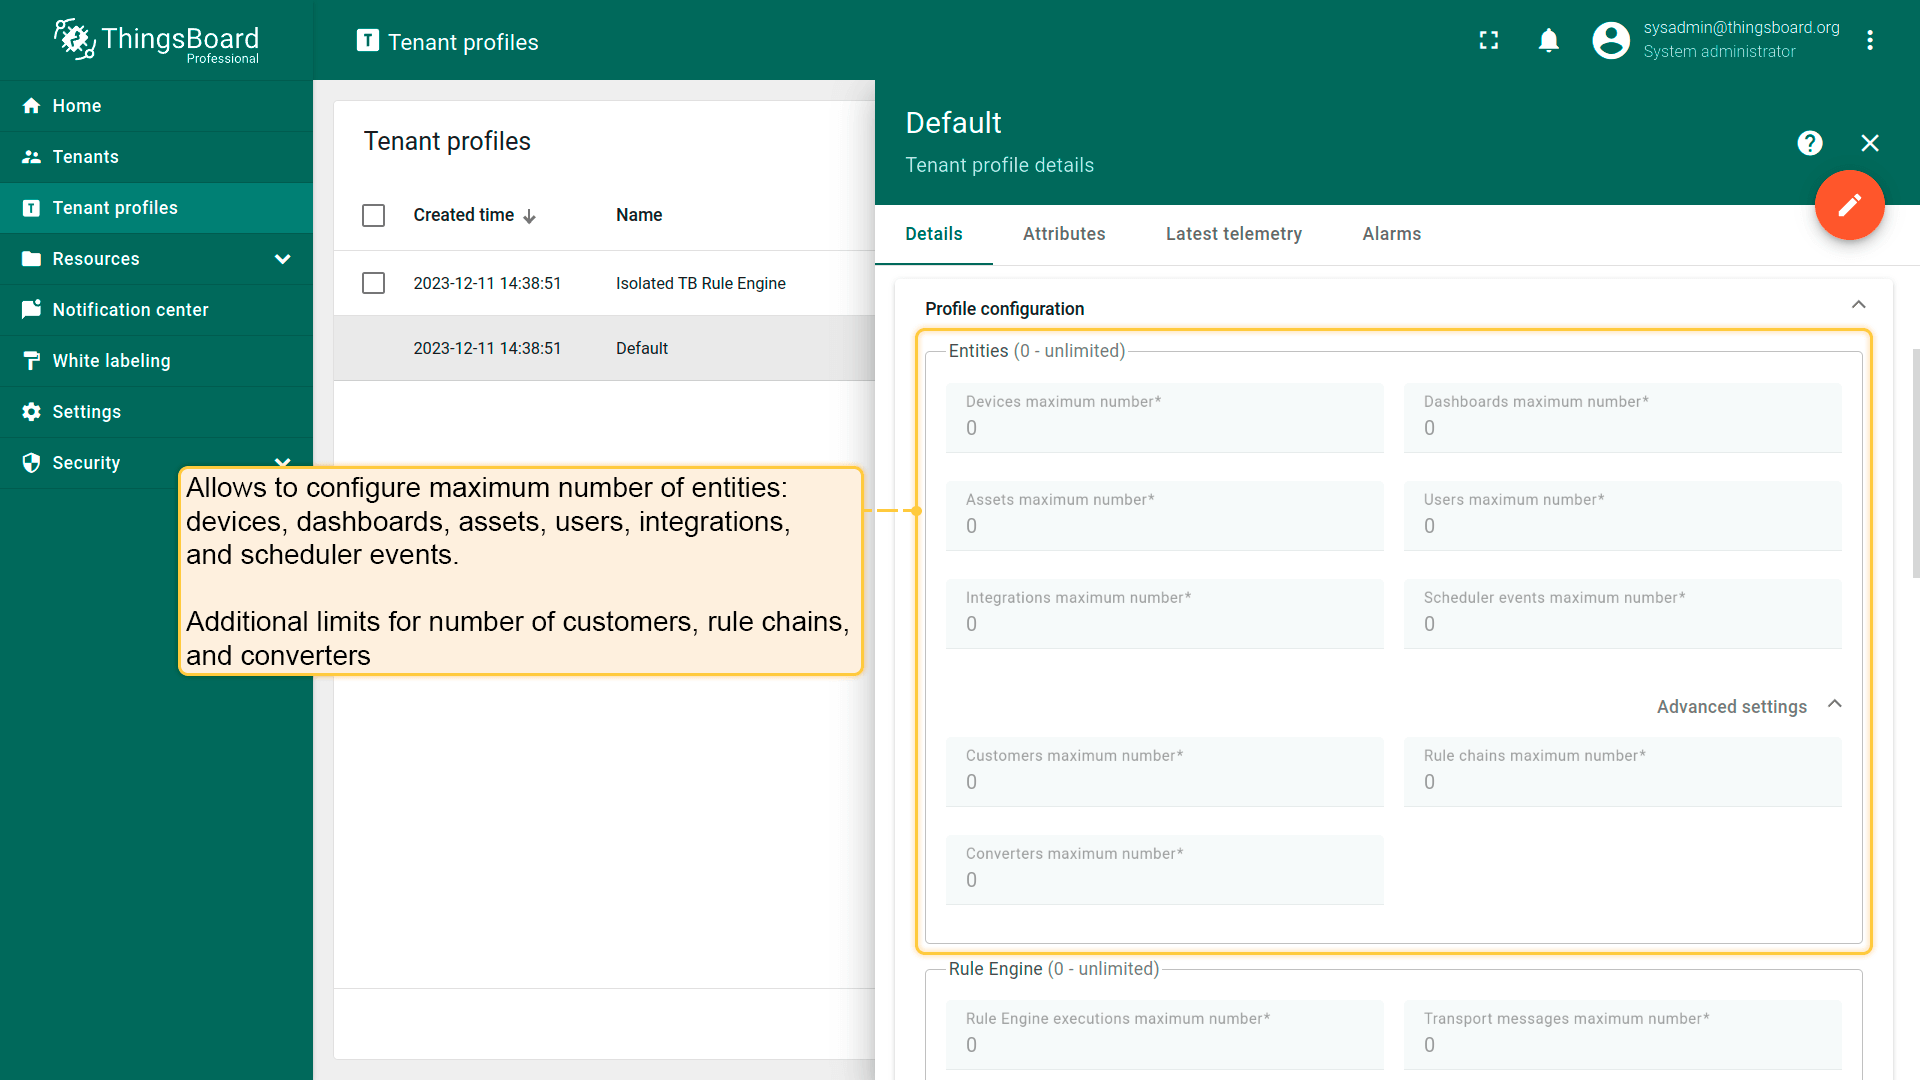 ThingsBoard
Professional
Tenant profiles
sysadmin@thingsboard.org
System administrator
Home
Tenants
Tenant profiles
Resources
Notification center
White labeling
Settings
Security
Tenant profiles
Created time
Name
2023-12-11 14:38:51
Isolated TB Rule Engine
2023-12-11 14:38:51
Default
Allows to configure maximum number of entities:
devices, dashboards, assets, users, integrations,
and scheduler events.
Additional limits for number of customers, rule chains,
and converters
Default
Tenant profile details
Details
Attributes
Latest telemetry
Alarms
Profile configuration
Entities (0 - unlimited)
Devices maximum number*
0
Dashboards maximum number*
0
Assets maximum number*
0
Users maximum number*
0
Integrations maximum number*
0
Scheduler events maximum number*
0
Advanced settings
Customers maximum number*
0
Rule chains maximum number*
0
Converters maximum number*
0
Rule Engine (0 - unlimited)
Rule Engine executions maximum number*
0
Transport messages maximum number*
0